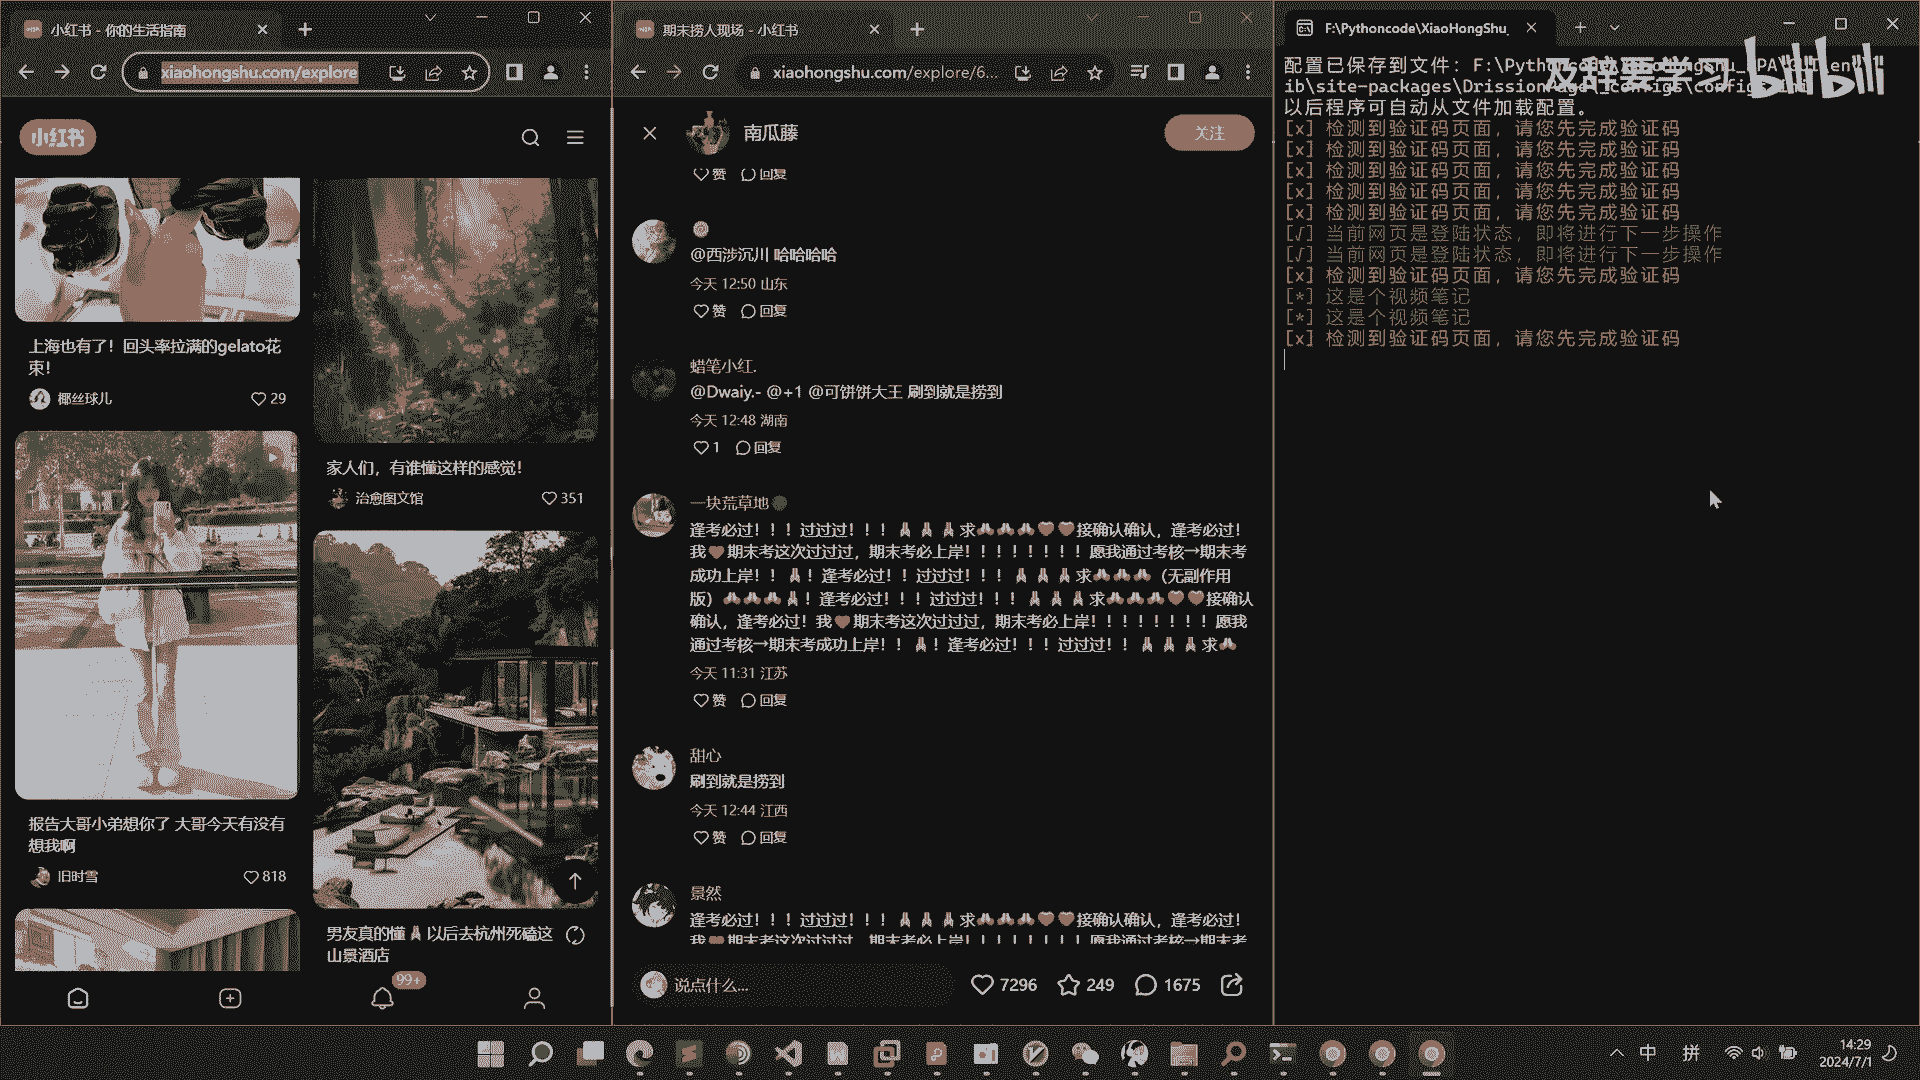 小红书 - 你的生活指南
xiaohongshu.com/explore
小红书
上海也有了！回头率拉满的gelato花
束！
椰丝球儿
29
报告大哥小弟想你了 大哥今天有没有
想我啊
旧时雪
818
家人们，有谁懂这样的感觉！
治愈图文馆
351
男友真的懂🙏以后去杭州死磕这
山景酒店
99+
期末捞人现场 - 小红书
xiaohongshu.com/explore/6...
南瓜藤
关注
赞 回复
@西涉沉川 哈哈哈哈
今天 12:50 山东
赞 回复
蜡笔小红.
@Dwaiy.- @+1 @可饼饼大王 刷到就是捞到
今天 12:48 湖南
1 回复
一块荒草地
逢考必过！！！过过过！！！🙏🙏🙏求🙏🙏🙏❤❤接确认确认，逢考必过！
我❤期末考这次过过过，期末考必上岸！！！！！！！！愿我通过考核→期末考
成功上岸！！🙏！逢考必过！！过过过！！！🙏🙏🙏求🙏🙏🙏（无副作用
版）🙏🙏🙏🙏！逢考必过！！！过过过！！！🙏🙏🙏求🙏🙏🙏❤❤接确认
确认，逢考必过！我❤期末考这次过过过，期末考必上岸！！！！！！！！愿我
通过考核→期末考成功上岸！！🙏！逢考必过！！！过过过！！🙏🙏🙏求🙏
今天 11:31 江苏
赞 回复
甜心
刷到就是捞到
今天 12:44 江西
赞 回复
景然
逢考必过！！！过过过！！！🙏🙏🙏求🙏🙏🙏❤❤接确认确认，逢考必过！
我❤期末考这次过过过，期末考必上岸！！！！！！！！愿我通过考核→期末考
说点什么...
7296 249 1675
F:\Pythoncode\XiaoHongShu_
配置已保存到文件：F:\Pyth
ib\site-packages\Drission
以后程序可自动从文件加载配置。
[x] 检测到验证码页面，请您先完成验证码
[x] 检测到验证码页面，请您先完成验证码
[x] 检测到验证码页面，请您先完成验证码
[x] 检测到验证码页面，请您先完成验证码
[x] 检测到验证码页面，请您先完成验证码
[√] 当前网页是登陆状态，即将进行下一步操作
[√] 当前网页是登陆状态，即将进行下一步操作
[x] 检测到验证码页面，请您先完成验证码
[*] 这是个视频笔记
[*] 这是个视频笔记
[x] 检测到验证码页面，请您先完成验证码
及辞要学习 bilibili
中 拼
14:29
2024/7/1